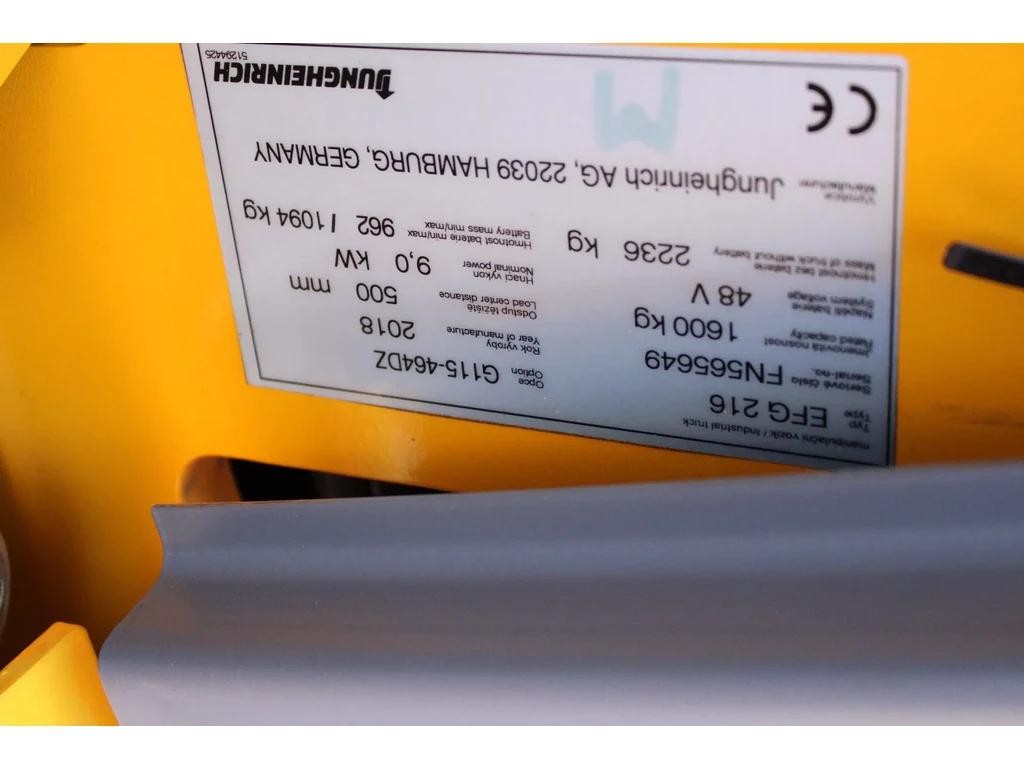 manipulační vozík / Industrial truck
Typ
Type EFG 216
Opce
Option G115-464DZ
Seriové číslo
Serial-no. FN565649
Rok výroby
Year of manufacture 2018
Jmenovitá nosnost
Rated capacity 1600 kg
Odstup těžiště
Load center distance 500 mm
Napětí baterie
System voltage 48 V
Hnací výkon
Nominal power 9,0 kW
Hmotnost bez baterie
Mass of truck without battery 2236 kg
Hmotnost baterie min/max
Battery mass min/max 962 / 1094 kg
Výrobce
Manufacturer Jungheinrich AG, 22039 HAMBURG, GERMANY
CE
JUNGHEINRICH
51294425